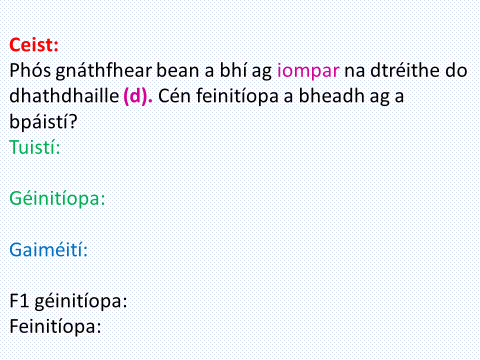 Ceist:
Phós gnáthfhear bean a bhí ag iompar na dtréithe do
dhathdhaille (d). Cén feinitíopa a bheadh ag a
bpáistí?
Tuistí:
Géinitíopa:
Gaiméití:
F1 géinitíopa:
Feinitíopa: